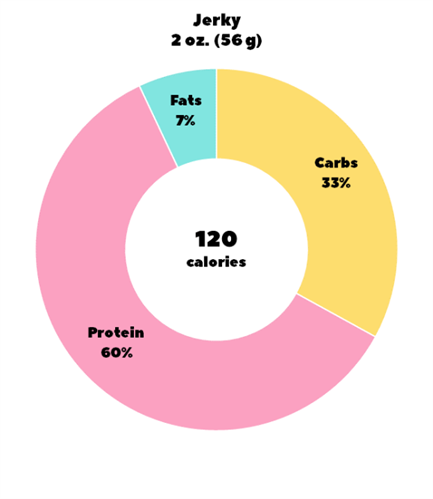 Jerky
2 oz. (56 g)
Fats
7%
Carbs
33%
120
calories
Protein
60%